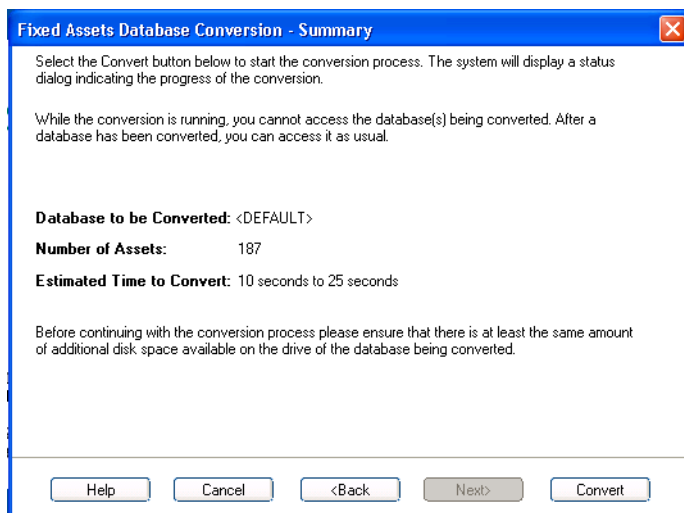 Fixed Assets Database Conversion - Summary
Select the Convert button below to start the conversion process. The system will display a status
dialog indicating the progress of the conversion.
While the conversion is running, you cannot access the database(s) being converted. After a
database has been converted, you can access it as usual.
Database to be Converted: <DEFAULT>
Number of Assets: 187
Estimated Time to Convert: 10 seconds to 25 seconds
Before continuing with the conversion process please ensure that there is at least the same amount
of additional disk space available on the drive of the database being converted.
Help Cancel <Back Next> Convert